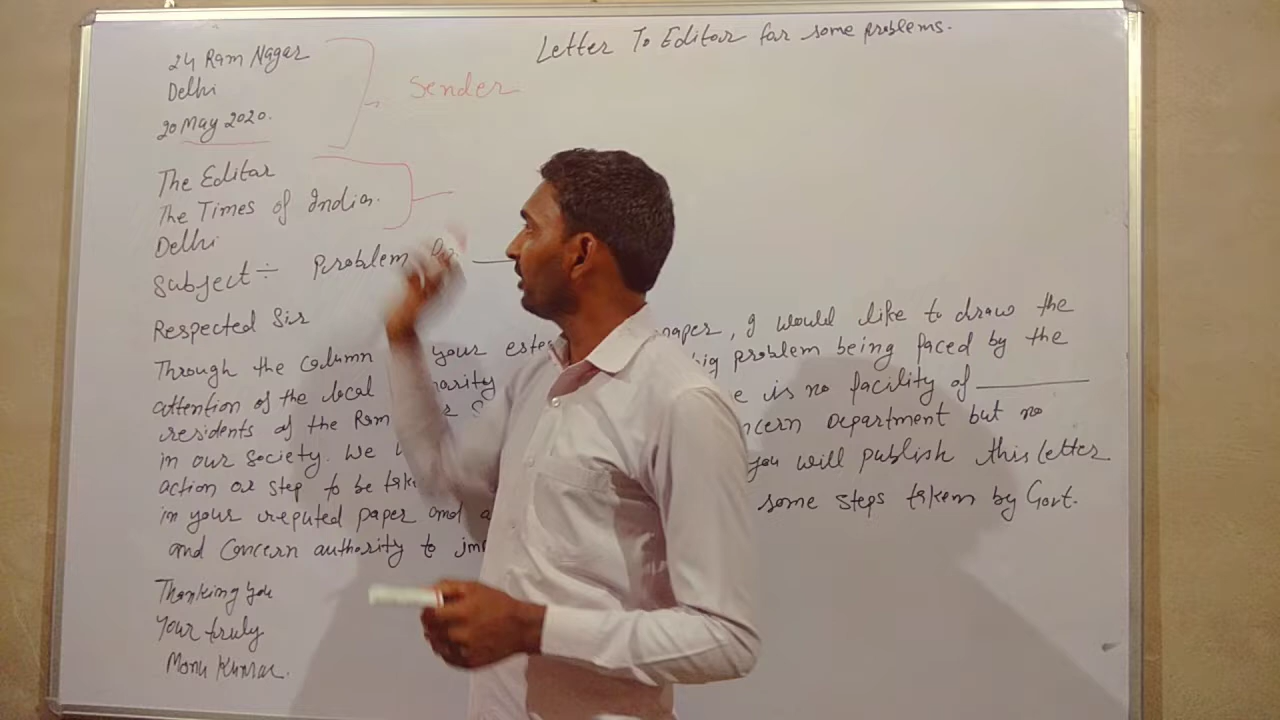 Letter To Editor for some problems.
24 Ram Nagar
Delhi
20 May 2020.
Sender
The Editor
The Times of India.
Delhi
Subject ÷ Problem
Respected Sir
Through the column your este paper, I would like to draw the
attention of the local big problem being faced by the
residents of the Ram is no facility of
in our society. We Department but no
action or step to be take you will publish this letter
in your reputed paper and some steps taken by Govt.
and Concern authority to
Thanking you
Your truly
Monu Kumar.